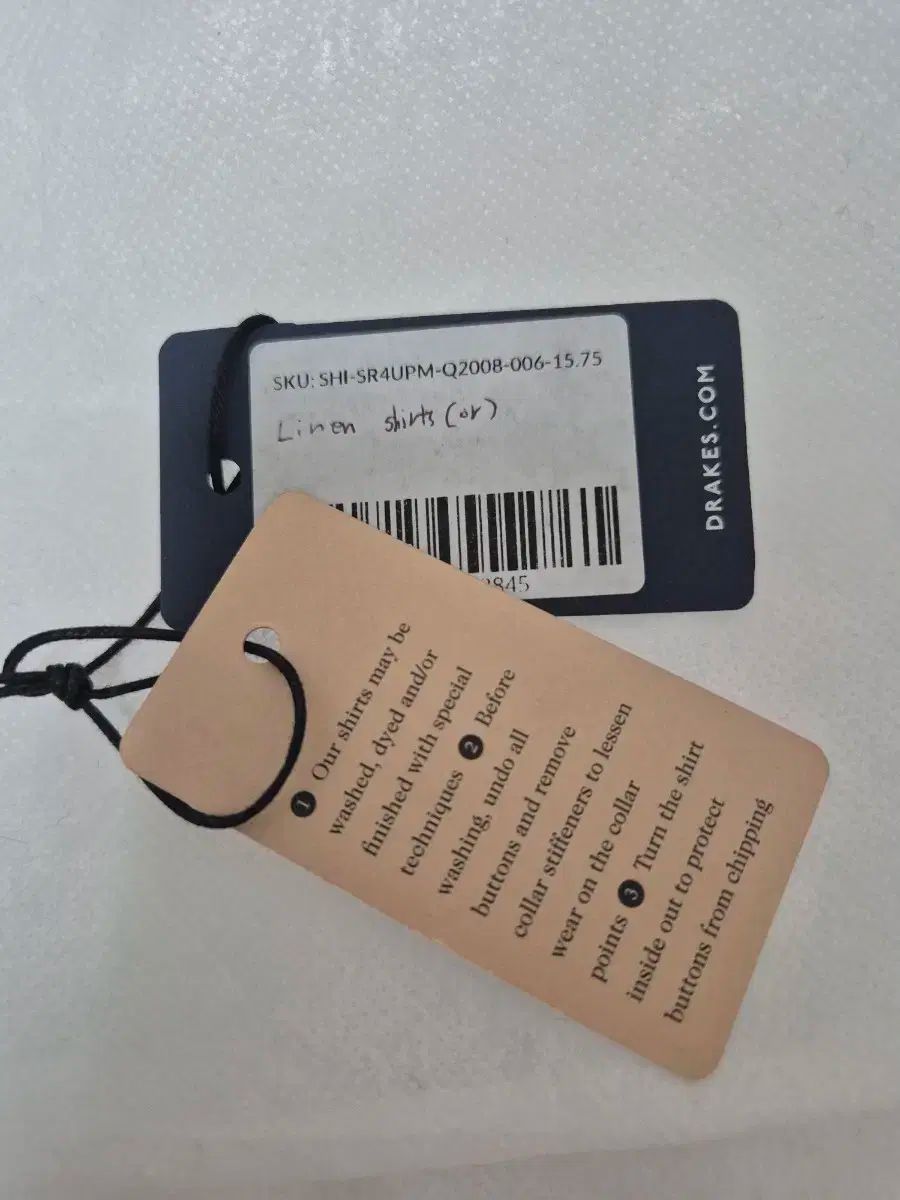 SKU: SHI-SR4UPM-Q2008-006-15.75
Linen shirts (or)
2845
DRAKES.COM
1 Our shirts may be
washed, dyed and/or
finished with special
techniques 2 Before
washing, undo all
buttons and remove
collar stiffeners to lessen
wear on the collar
points 3 Turn the shirt
inside out to protect
buttons from chipping